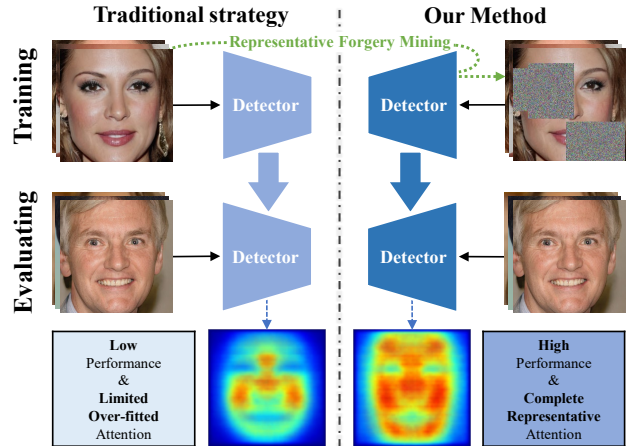 Traditional strategy
Our Method
Representative Forgery Mining
Training
Detector
Detector
Evaluating
Detector
Detector
Low
Performance
&
Limited
Over-fitted
Attention
High
Performance
&
Complete
Representative
Attention